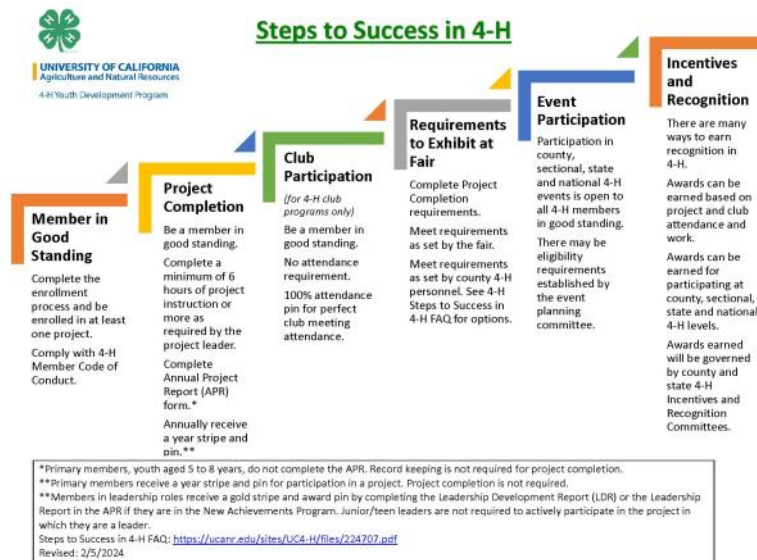 Steps to Success in 4-H
H H
H H
UNIVERSITY OF CALIFORNIA
Agriculture and Natural Resources
4-H Youth Development Program
Member in
Good
Standing
Complete the
enrollment
process and be
enrolled in at least
one project.
Comply with 4-H
Member Code of
Conduct.
Project
Completion
Be a member in
good standing.
Complete a
minimum of 6
hours of project
instruction or
more as
required by the
project leader.
Complete
Annual Project
Report (APR)
form.*
Annually receive
a year stripe and
pin.**
Club
Participation
(for 4-H club
programs only)
Be a member in
good standing.
No attendance
requirement.
100% attendance
pin for perfect
club meeting
attendance.
Requirements
to Exhibit at
Fair
Complete Project
Completion
requirements.
Meet requirements
as set by the fair.
Meet requirements
as set by county 4-H
personnel. See 4-H
Steps to Success in
4-H FAQ for options.
Event
Participation
Participation in
county,
sectional, state
and national 4-H
events is open to
all 4-H members
in good standing.
There may be
eligibility
requirements
established by
the event
planning
committee.
Incentives
and
Recognition
There are many
ways to earn
recognition in
4-H.
Awards can be
earned based on
project and club
attendance and
work.
Awards can be
earned for
participating at
county, sectional,
state and national
4-H levels.
Awards earned
will be governed
by county and
state 4-H
Incentives and
Recognition
Committees.
*Primary members, youth aged 5 to 8 years, do not complete the APR. Record keeping is not required for project completion.
**Primary members receive a year stripe and pin for participation in a project. Project completion is not required.
**Members in leadership roles receive a gold stripe and award pin by completing the Leadership Development Report (LDR) or the Leadership
Report in the APR if they are in the New Achievements Program. Junior/teen leaders are not required to actively participate in the project in
which they are a leader.
Steps to Success in 4-H FAQ: https://ucanr.edu/sites/UC4-H/files/224707.pdf
Revised: 2/5/2024